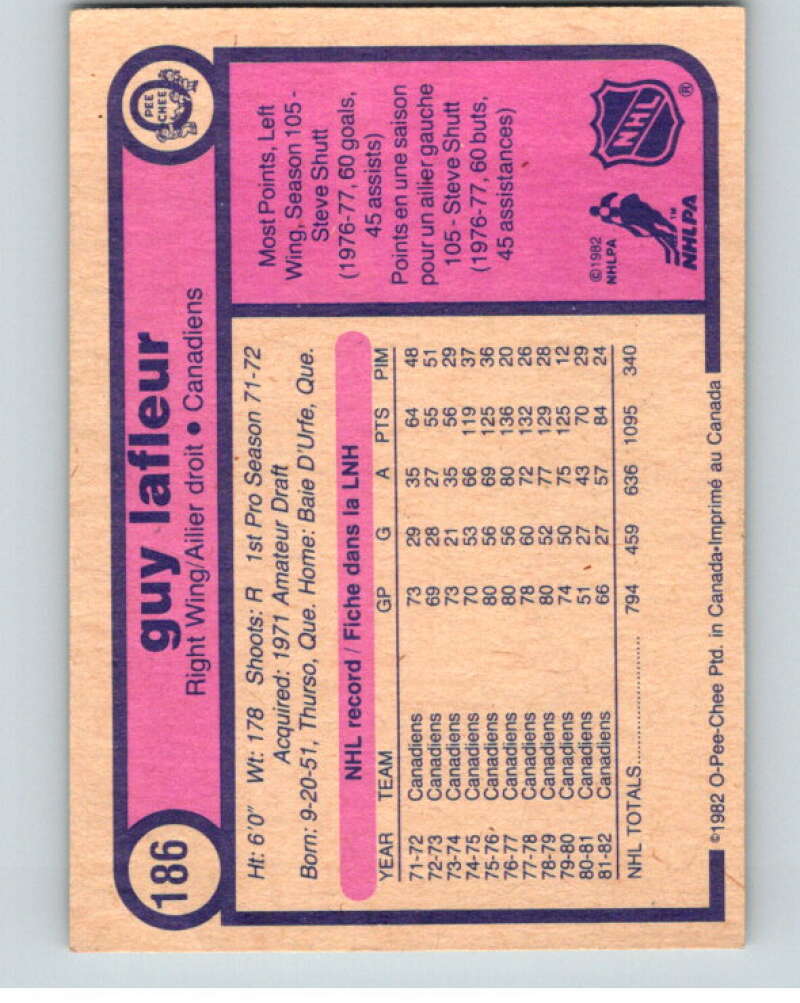 186
guy lafleur
Right Wing/Ailier droit • Canadiens
O PEE CHEE
Ht: 6'0" Wt: 178 Shoots: R 1st Pro Season 71-72
Acquired: 1971 Amateur Draft
Born: 9-20-51, Thurso, Que. Home: Baie D'Urfe, Que.
NHL record / Fiche dans la LNH
YEAR TEAM GP G A PTS PIM
71-72 Canadiens 73 29 35 64 48
72-73 Canadiens 69 28 27 55 51
73-74 Canadiens 73 21 35 56 29
74-75 Canadiens 70 53 66 119 37
75-76 Canadiens 80 56 69 125 36
76-77 Canadiens 80 56 80 136 20
77-78 Canadiens 78 60 72 132 26
78-79 Canadiens 80 52 77 129 28
79-80 Canadiens 74 50 75 125 12
80-81 Canadiens 51 27 43 70 29
81-82 Canadiens 66 27 57 84 24
NHL TOTALS.......................... 794 459 636 1095 340
Most Points, Left
Wing, Season 105 -
Steve Shutt
(1976-77, 60 goals,
45 assists)
Points en une saison
pour un ailier gauche
105 - Steve Shutt
(1976-77, 60 buts,
45 assistances)
©1982
NHLPA
NHLPA™
NHL®
©1982 O-Pee-Chee Ptd. in Canada•Imprimé au Canada